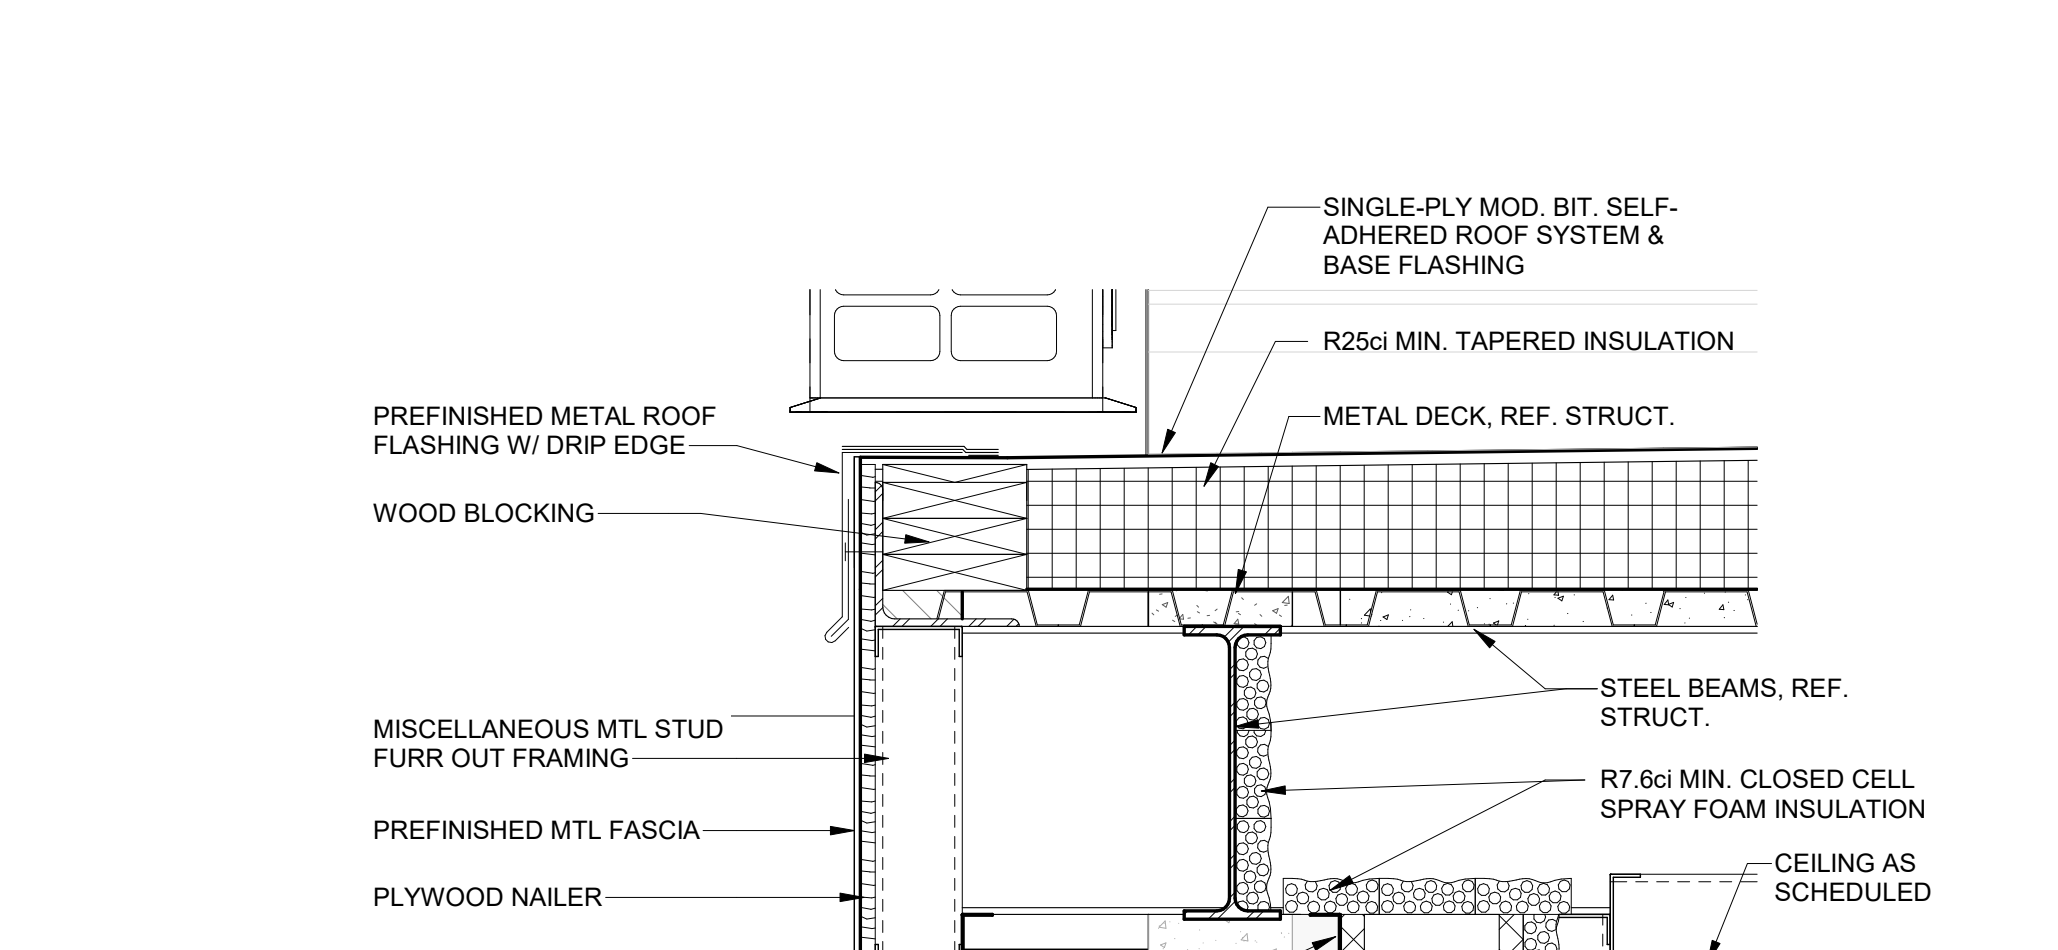 SINGLE-PLY MOD. BIT. SELF-
ADHERED ROOF SYSTEM &
BASE FLASHING
R25ci MIN. TAPERED INSULATION
METAL DECK, REF. STRUCT.
PREFINISHED METAL ROOF
FLASHING W/ DRIP EDGE
WOOD BLOCKING
MISCELLANEOUS MTL STUD
FURR OUT FRAMING
PREFINISHED MTL FASCIA
PLYWOOD NAILER
STEEL BEAMS, REF.
STRUCT.
R7.6ci MIN. CLOSED CELL
SPRAY FOAM INSULATION
CEILING AS
SCHEDULED